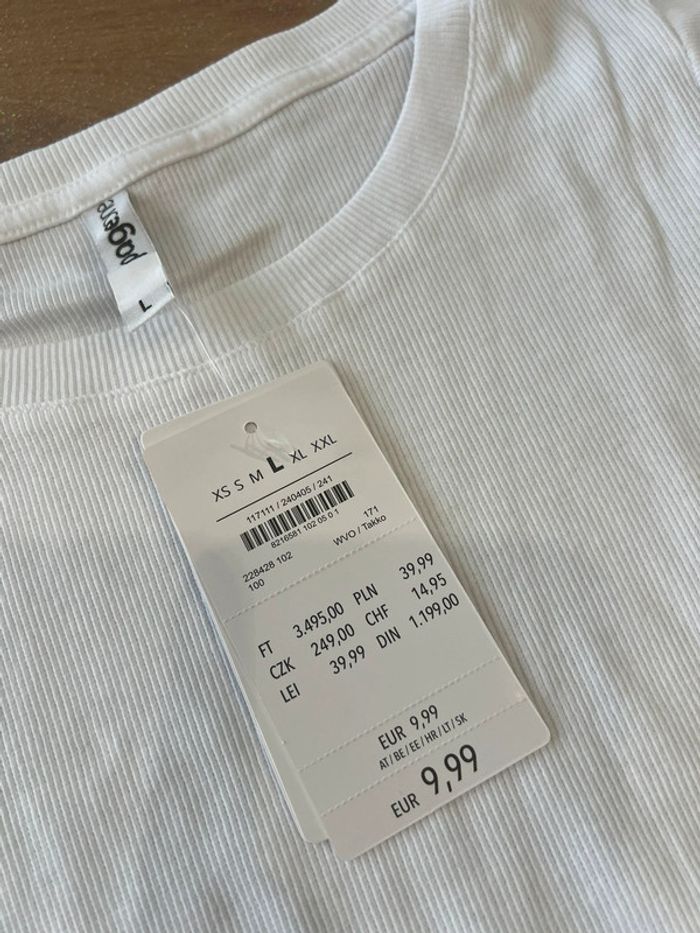 L
XS S M L XL XXL
117111 / 240405 / 241
8216581 102 05 0 1
228428 102 171
100 WVO / Takko
FT 3.495,00 PLN 39,99
CZK 249,00 CHF 14,95
LEI 39,99 DIN 1.199,00
EUR 9,99
AT/BE/EE/HR/LT/SK
EUR 9,99